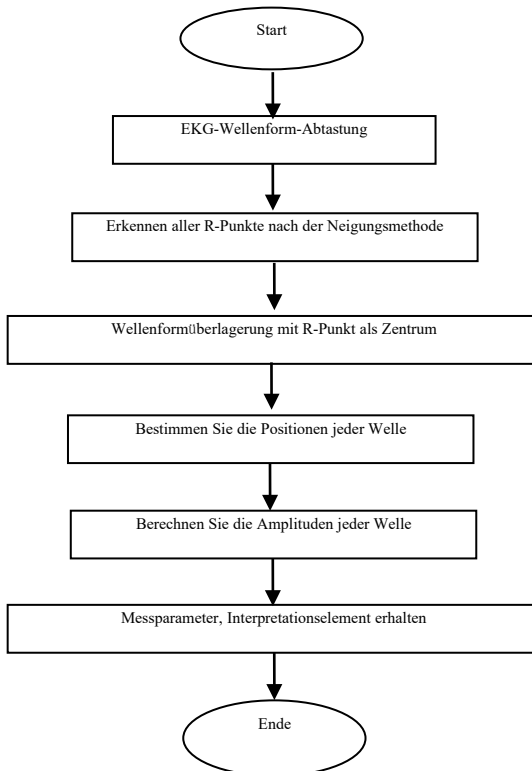 Start
EKG-Wellenform-Abtastung
Erkennen aller R-Punkte nach der Neigungsmethode
Wellenformüberlagerung mit R-Punkt als Zentrum
Bestimmen Sie die Positionen jeder Welle
Berechnen Sie die Amplituden jeder Welle
Messparameter, Interpretationselement erhalten
Ende